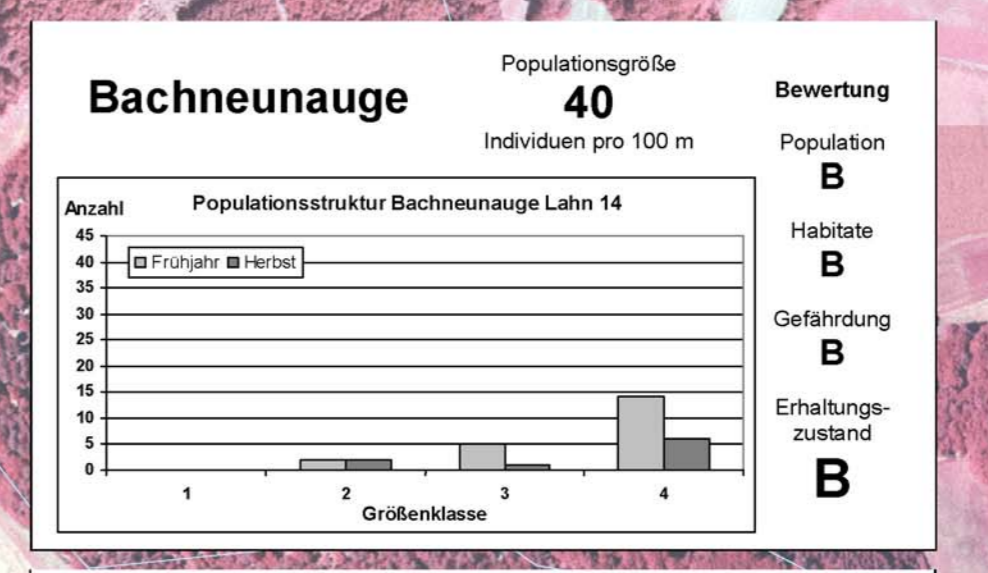 Bachneunauge
Populationsgröße
40
Individuen pro 100 m
Bewertung
Population
B
Habitate
B
Gefährdung
B
Erhaltungs-
zustand
B
Populationsstruktur Bachneunauge Lahn 14
Anzahl
45
40
35
30
25
20
15
10
5
0
Frühjahr Herbst
1 2 3 4
Größenklasse